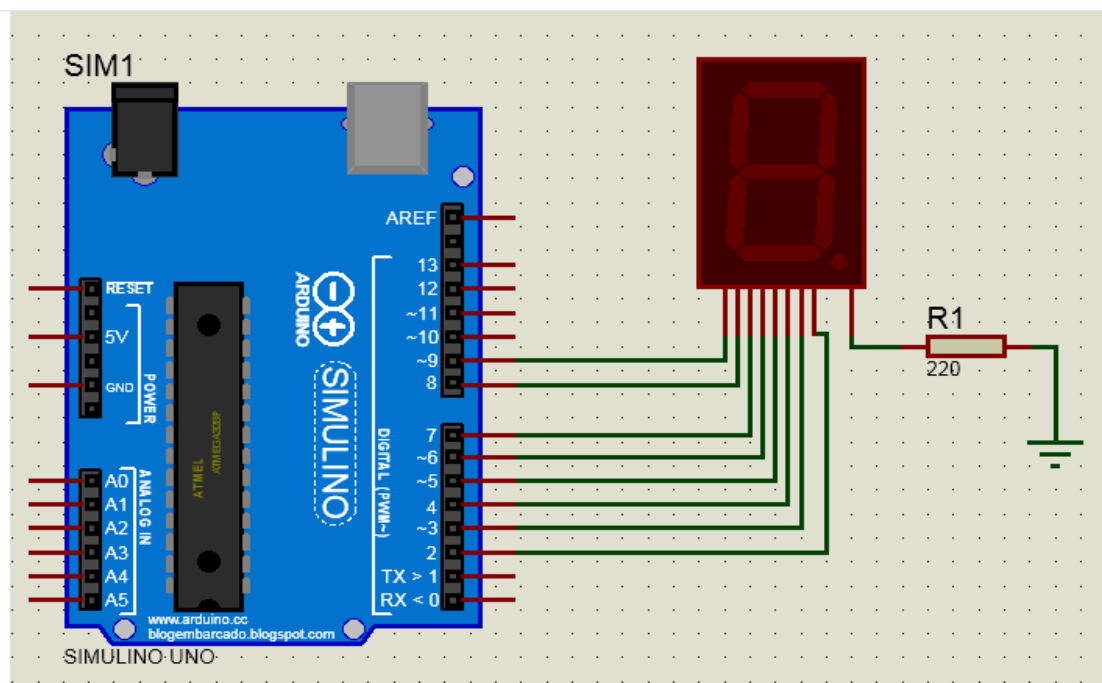 SIM1
AREF
13
12
~11
~10
~9
8
7
~6
~5
4
~3
2
TX > 1
RX < 0
RESET
5V
GND
POWER
A0
A1
A2
A3
A4
A5
ANALOG IN
ATMEL
ATMEGA328P
ARDUINO
SIMULINO
DIGITAL (PWM~)
www.arduino.cc
blogembarcado.blogspot.com
SIMULINO UNO
R1
220